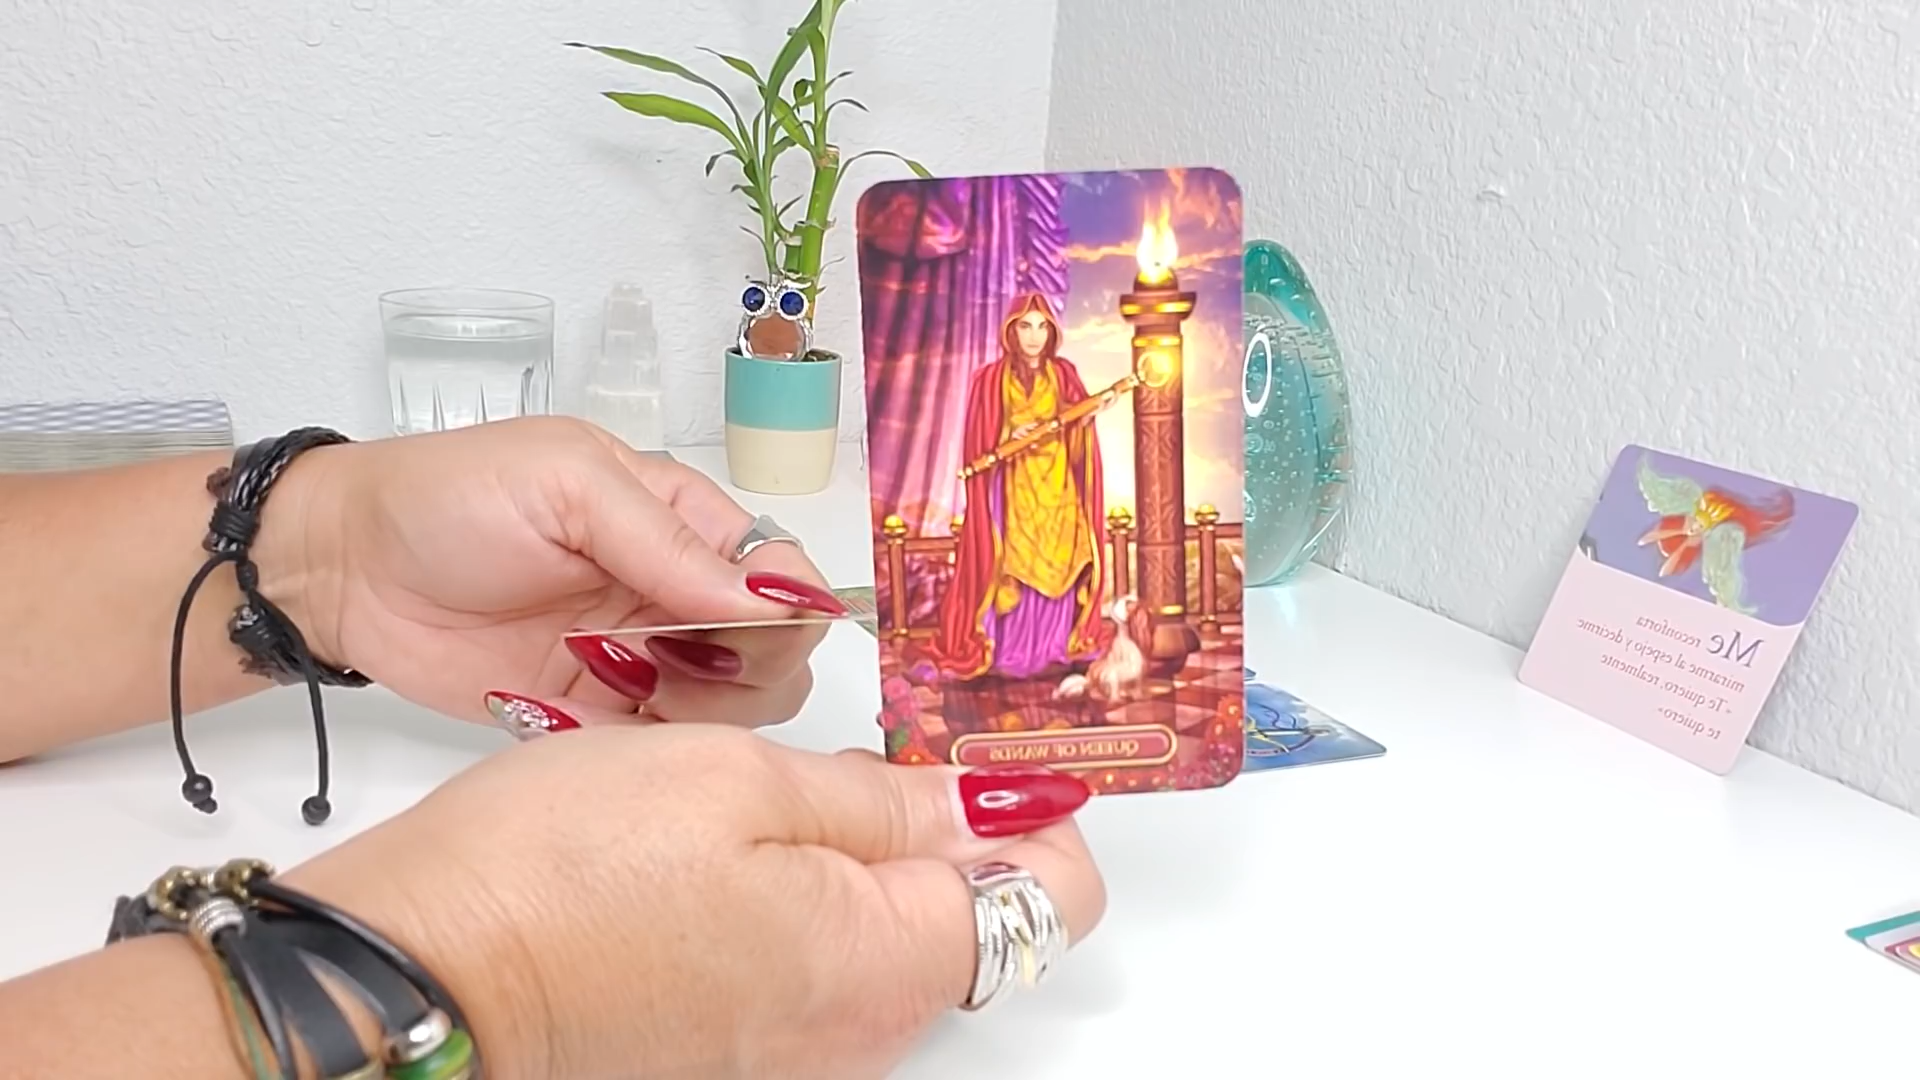 QUEEN OF WANDS
Me reconforta
mirarme al espejo y decirme
«Te quiero, realmente
te quiero»